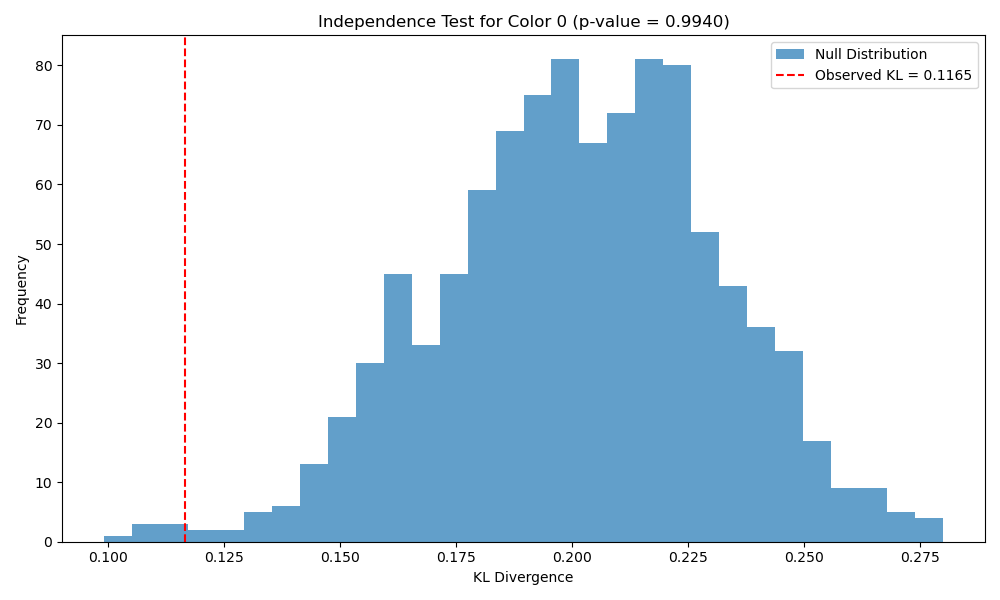 Independence Test for Color 0 (p-value = 0.9940)
Null Distribution
Observed KL = 0.1165
80
70
60
50
40
30
20
10
0
Frequency
0.100 0.125 0.150 0.175 0.200 0.225 0.250 0.275
KL Divergence